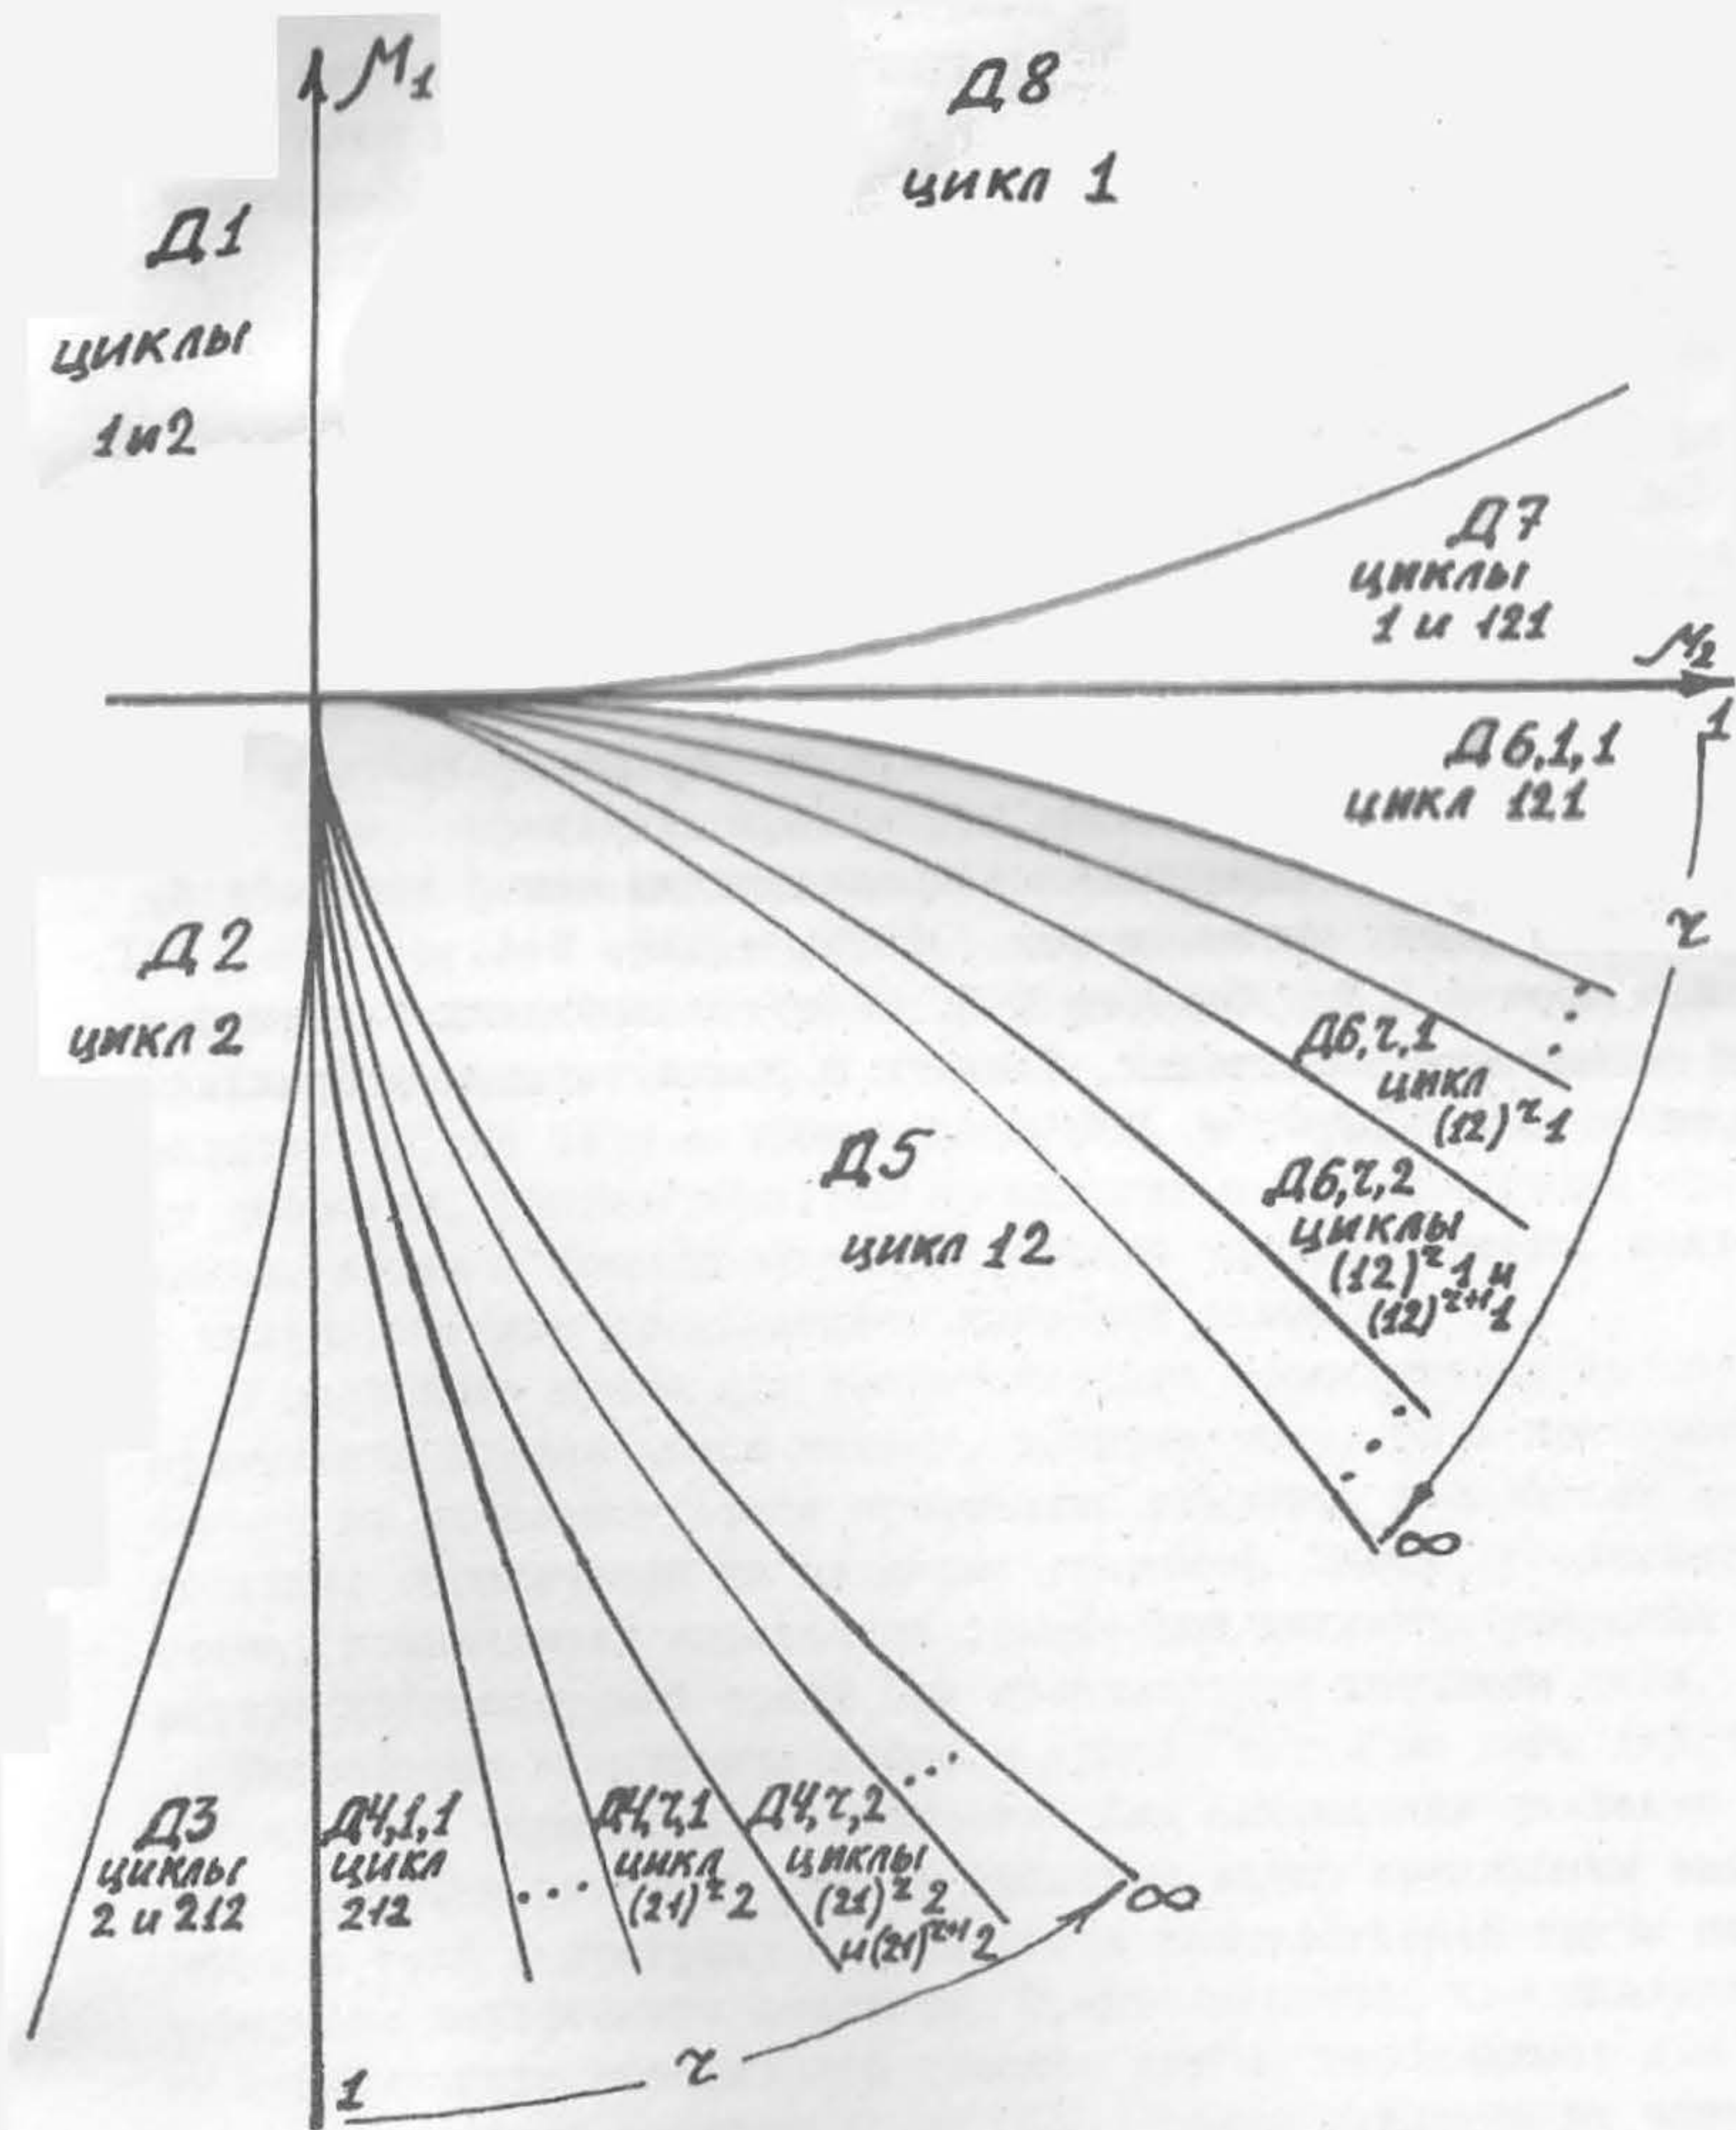 М₁
Д8
цикл 1
Д1
циклы
1 и 2
Д7
циклы
1 и 121
М₂
1
Д6,1,1
цикл 121
Д2
цикл 2
τ
Д6,τ,1
цикл
(12)^τ 1
Д5
цикл 12
Д6,τ,2
циклы
(12)^τ 1 и
(12)^τ+1 1
∞
Д3
циклы
2 и 212
Д4,1,1
цикл
212
Д4,τ,1
цикл
(21)^τ 2
Д4,τ,2
циклы
(21)^τ 2
и (21)^τ+1 2
∞
τ
1